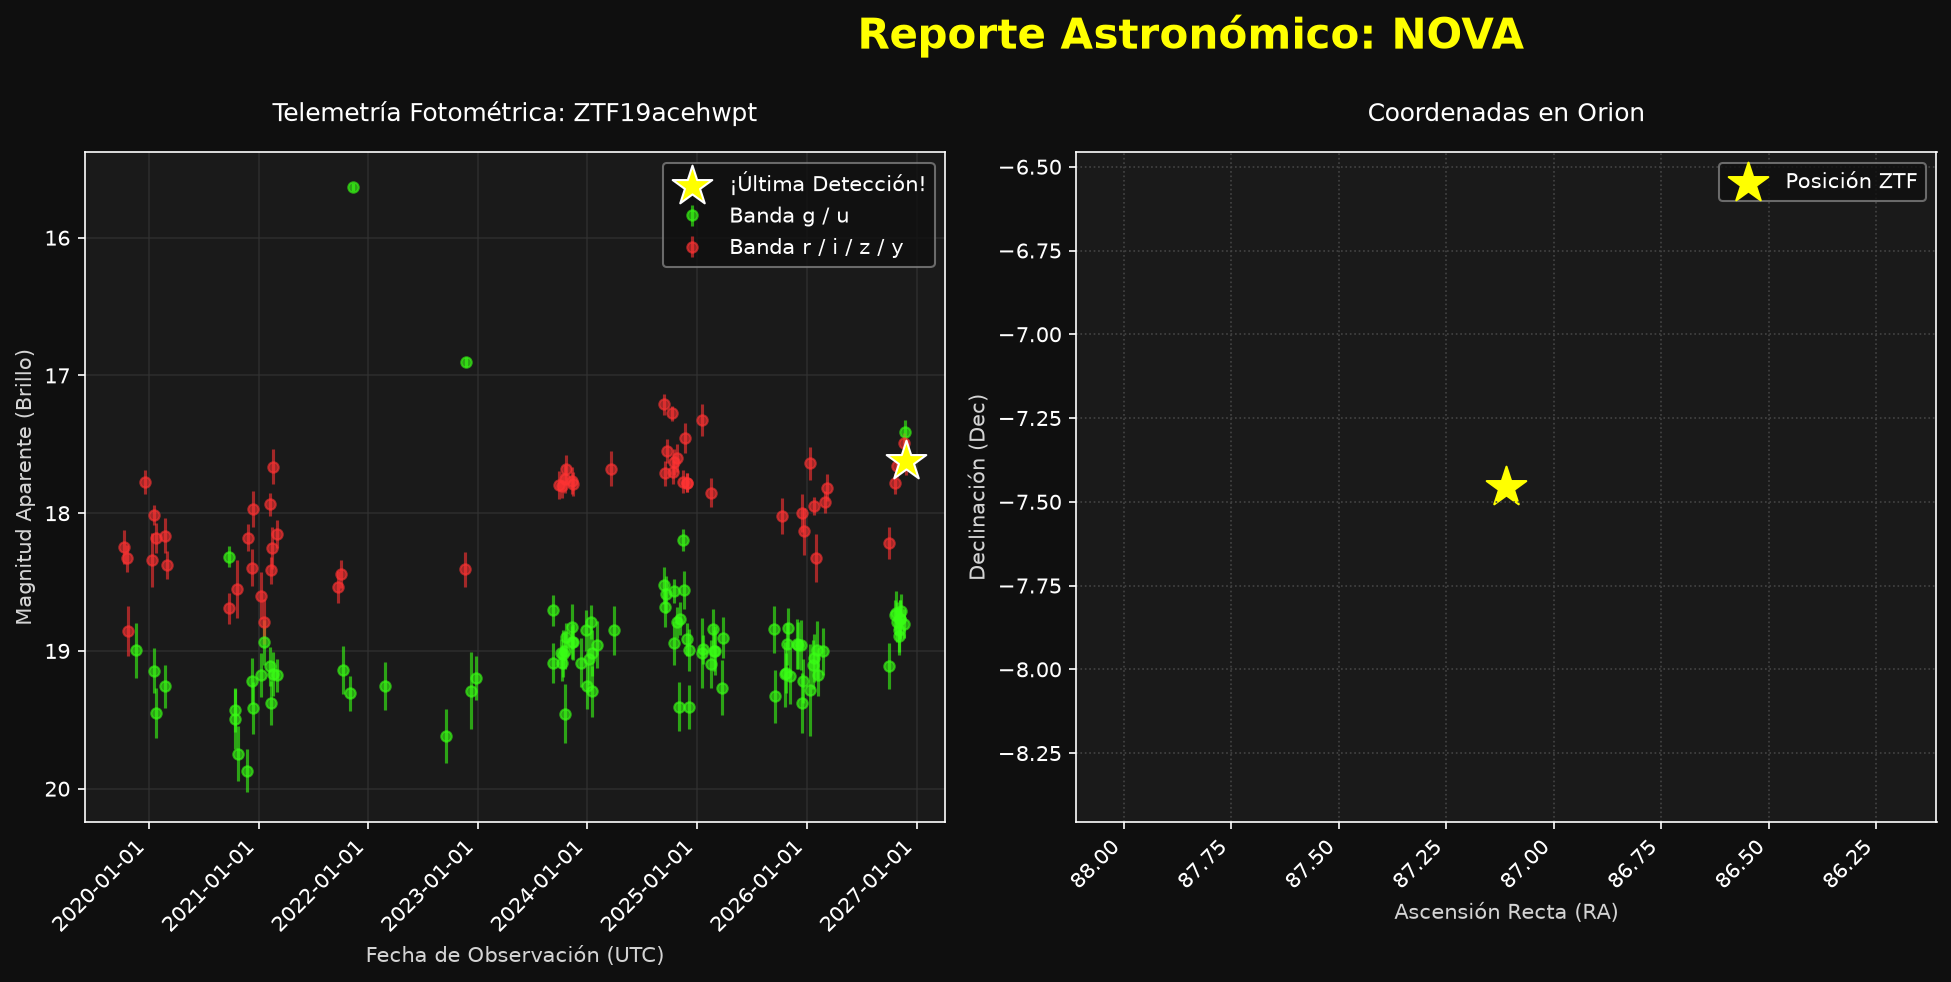 Reporte Astronómico: NOVA
Telemetría Fotométrica: ZTF19acehwpt
¡Última Detección!
Banda g / u
Banda r / i / z / y
Magnitud Aparente (Brillo)
16
17
18
19
20
2020-01-01
2021-01-01
2022-01-01
2023-01-01
2024-01-01
2025-01-01
2026-01-01
2027-01-01
Fecha de Observación (UTC)
Coordenadas en Orion
Posición ZTF
Declinación (Dec)
−6.50
−6.75
−7.00
−7.25
−7.50
−7.75
−8.00
−8.25
88.00
87.75
87.50
87.25
87.00
86.75
86.50
86.25
Ascensión Recta (RA)